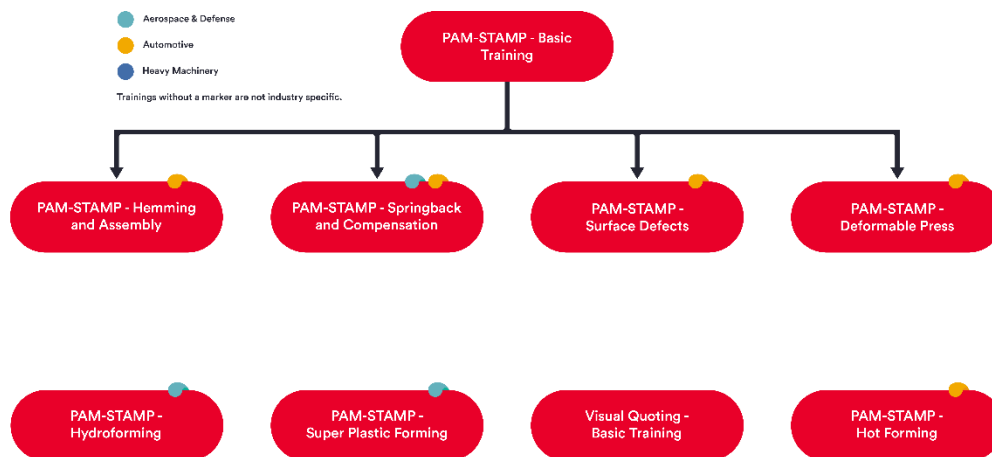 Aerospace & Defense
Automotive
Heavy Machinery
Trainings without a marker are not industry specific.
PAM-STAMP - Basic
Training
PAM-STAMP - Hemming
and Assembly
PAM-STAMP - Springback
and Compensation
PAM-STAMP -
Surface Defects
PAM-STAMP -
Deformable Press
PAM-STAMP -
Hydroforming
PAM-STAMP -
Super Plastic Forming
Visual Quoting -
Basic Training
PAM-STAMP -
Hot Forming